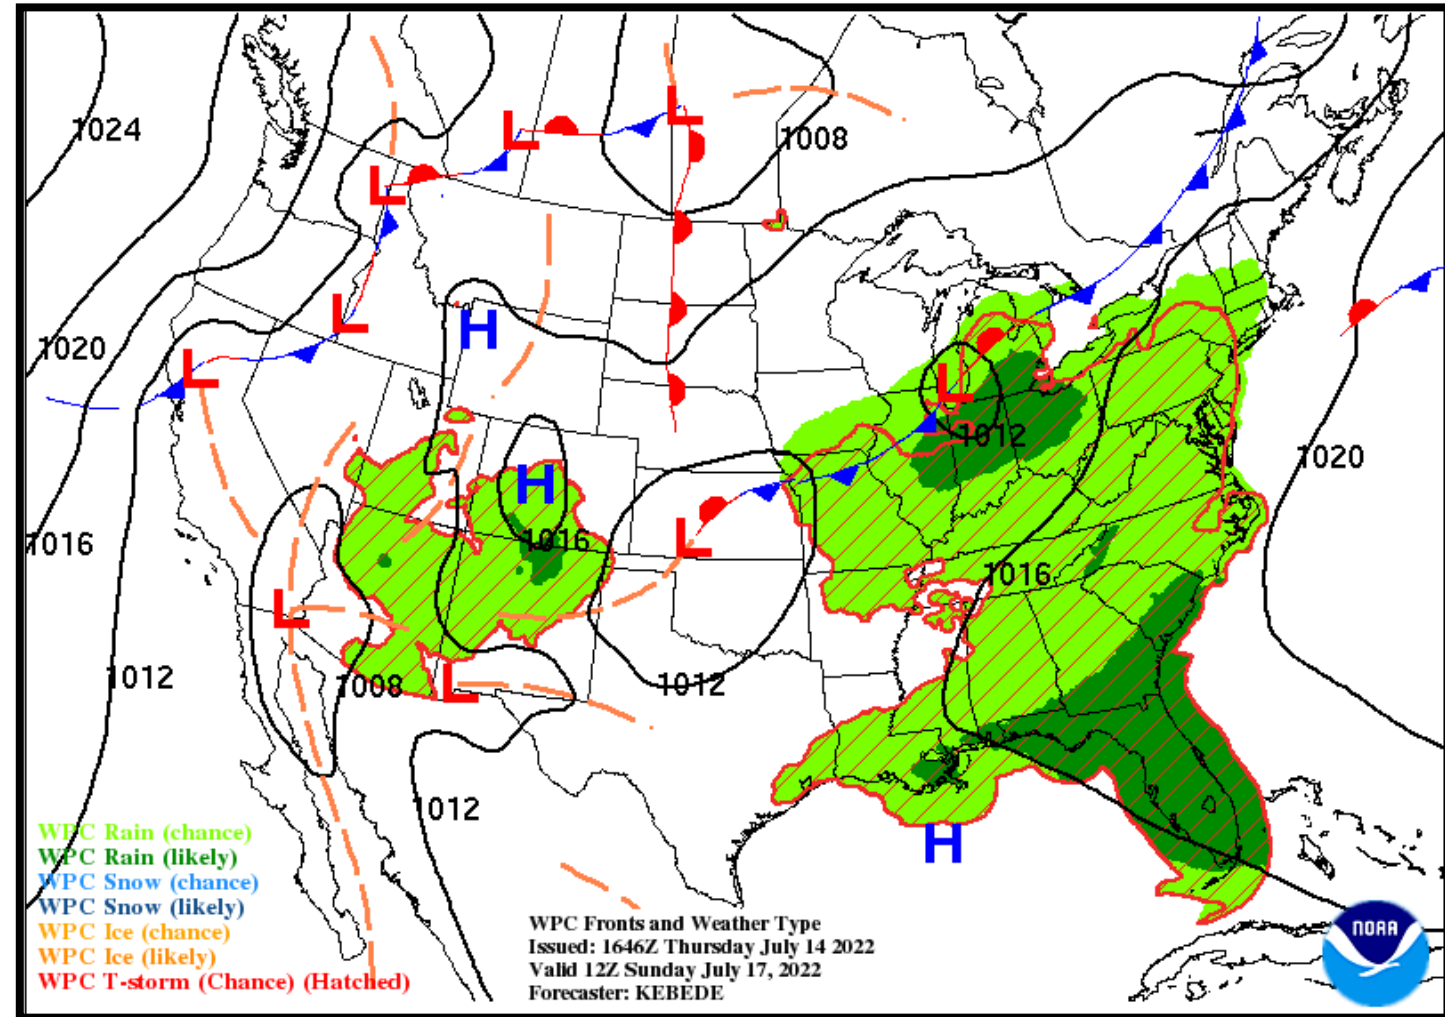 1024
1008
1020
1016
1012
1008
1012
1012
1016
1012
1016
1020
L
L
L
L
L
L
L
L
L
H
H
H
WPC Rain (chance)
WPC Rain (likely)
WPC Snow (chance)
WPC Snow (likely)
WPC Ice (chance)
WPC Ice (likely)
WPC T-storm (Chance) (Hatched)
WPC Fronts and Weather Type
Issued: 1646Z Thursday July 14 2022
Valid 12Z Sunday July 17, 2022
Forecaster: KEBEDE
NOAA